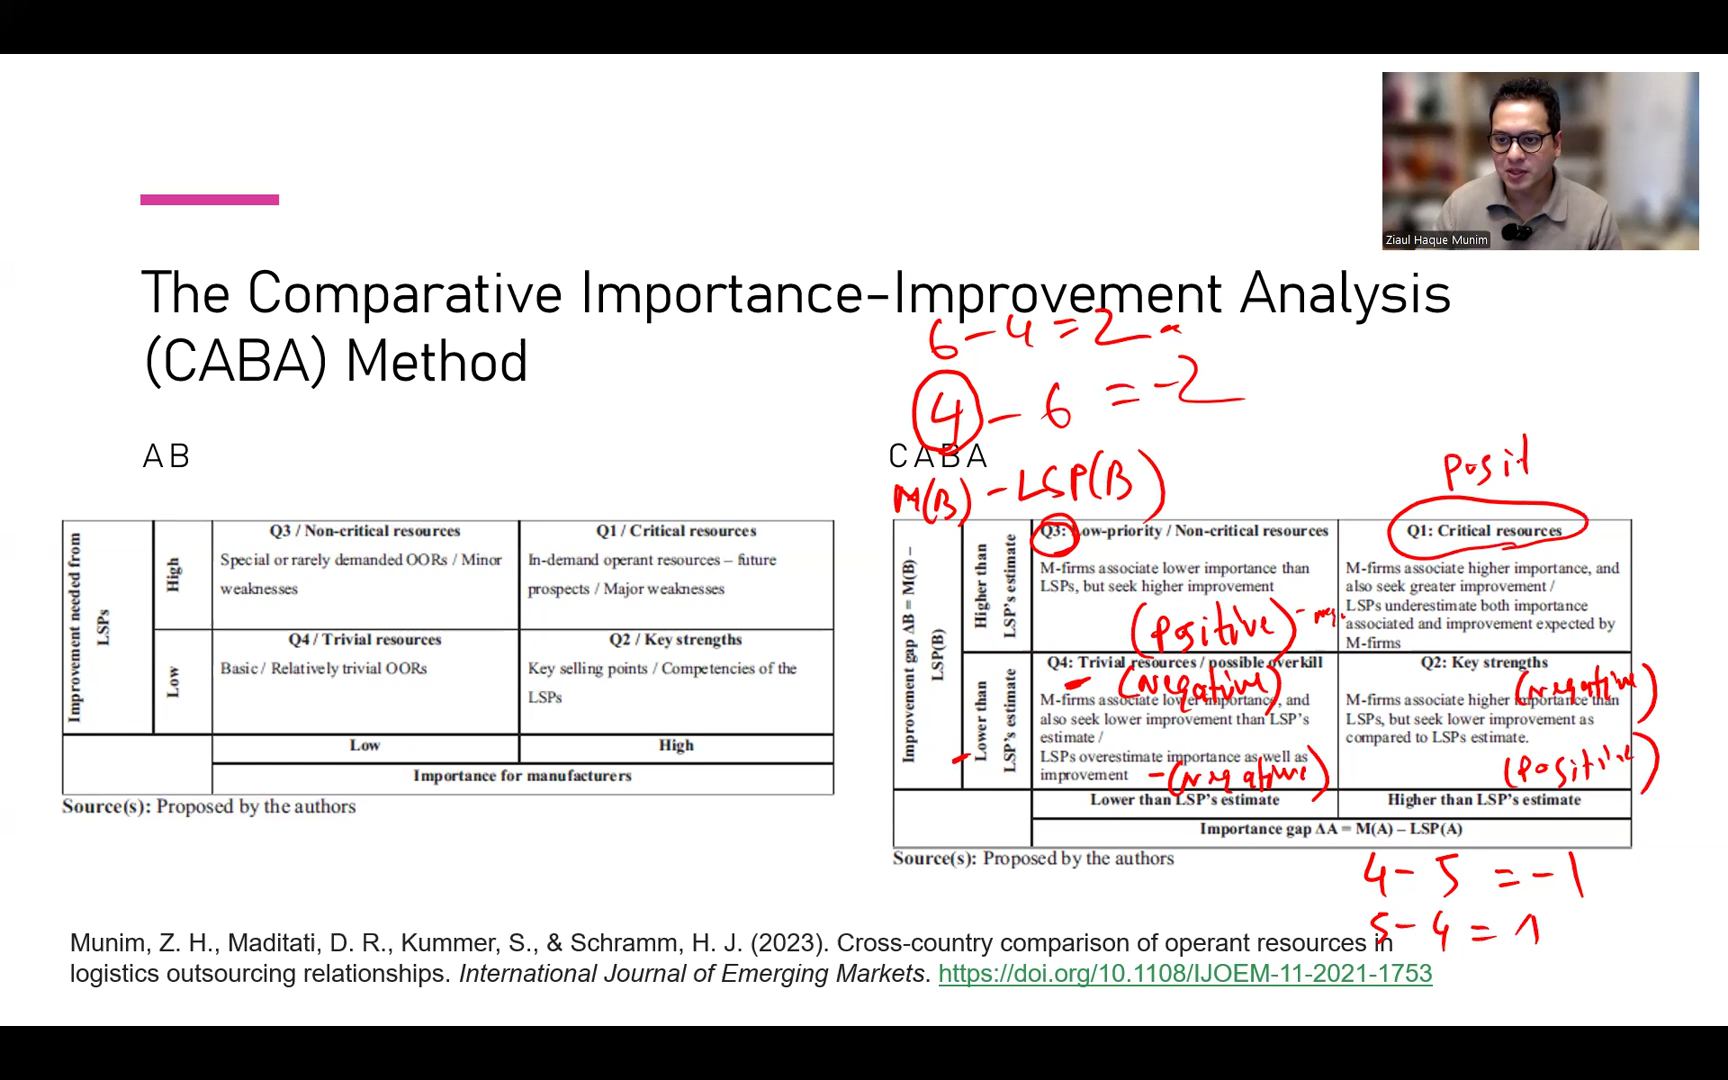 Ziaul Haque Munim
The Comparative Importance-Improvement Analysis
(CABA) Method
6 - 4 = 2
4 - 6 = -2
AB
Improvement needed from
LSPs
High
Low
Q3 / Non-critical resources
Special or rarely demanded OORs / Minor
weaknesses
Q1 / Critical resources
In-demand operant resources – future
prospects / Major weaknesses
Q4 / Trivial resources
Basic / Relatively trivial OORs
Q2 / Key strengths
Key selling points / Competencies of the
LSPs
Low
High
Importance for manufacturers
Source(s): Proposed by the authors
CABA
M(B) - LSP(B)
Posit
Improvement gap ΔB = M(B) –
LSP(B)
Higher than
LSP's estimate
Lower than
LSP's estimate
Q3: Low-priority / Non-critical resources
M-firms associate lower importance than
LSPs, but seek higher improvement
(Positive) - neg.
Q1: Critical resources
M-firms associate higher importance, and
also seek greater improvement /
LSPs underestimate both importance
associated and improvement expected by
M-firms
Q4: Trivial resources / possible overkill
- (negative)
M-firms associate lower importance, and
also seek lower improvement than LSP's
estimate /
LSPs overestimate importance as well as
improvement
- (negative)
Q2: Key strengths
(negative)
M-firms associate higher importance than
LSPs, but seek lower improvement as
compared to LSPs estimate.
(positive)
Lower than LSP's estimate
Higher than LSP's estimate
Importance gap ΔA = M(A) – LSP(A)
Source(s): Proposed by the authors
4 - 5 = -1
5 - 4 = 1
Munim, Z. H., Maditati, D. R., Kummer, S., & Schramm, H. J. (2023). Cross-country comparison of operant resources in
logistics outsourcing relationships. International Journal of Emerging Markets. https://doi.org/10.1108/IJOEM-11-2021-1753